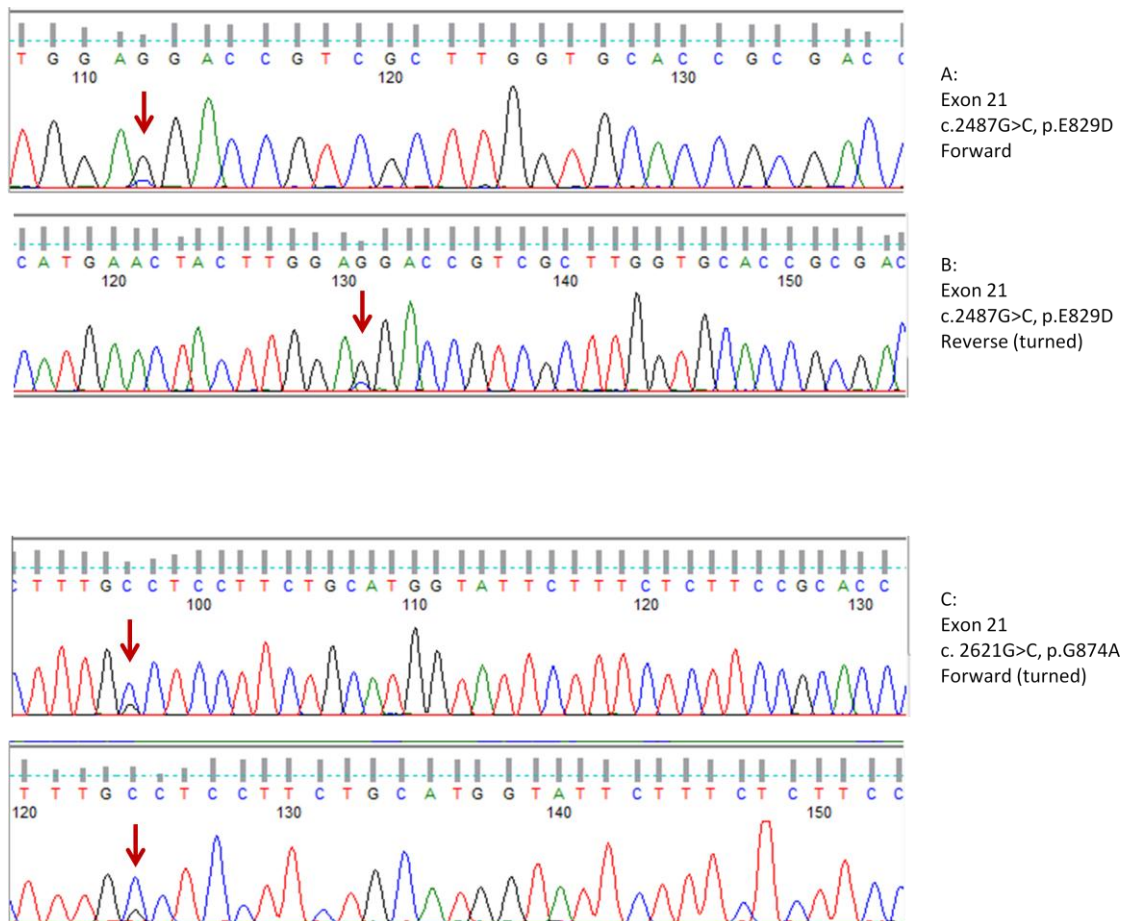 T G G A G G A C C G T C G C T T G G T G C A C C G C G A C C
110 120 130
A:
Exon 21
c.2487G>C, p.E829D
Forward
C A T G A A C T A C T T G G A G G A C C G T C G C T T G G T G C A C C G C G A C
120 130 140 150
B:
Exon 21
c.2487G>C, p.E829D
Reverse (turned)
C T T T G C C T C C T T C T G C A T G G T A T T C T T T C T C T T C C G C A C C
100 110 120 130
C:
Exon 21
c. 2621G>C, p.G874A
Forward (turned)
T T T G C C T C C T T C T G C A T G G T A T T C T T T C T C T T C C
120 130 140 150